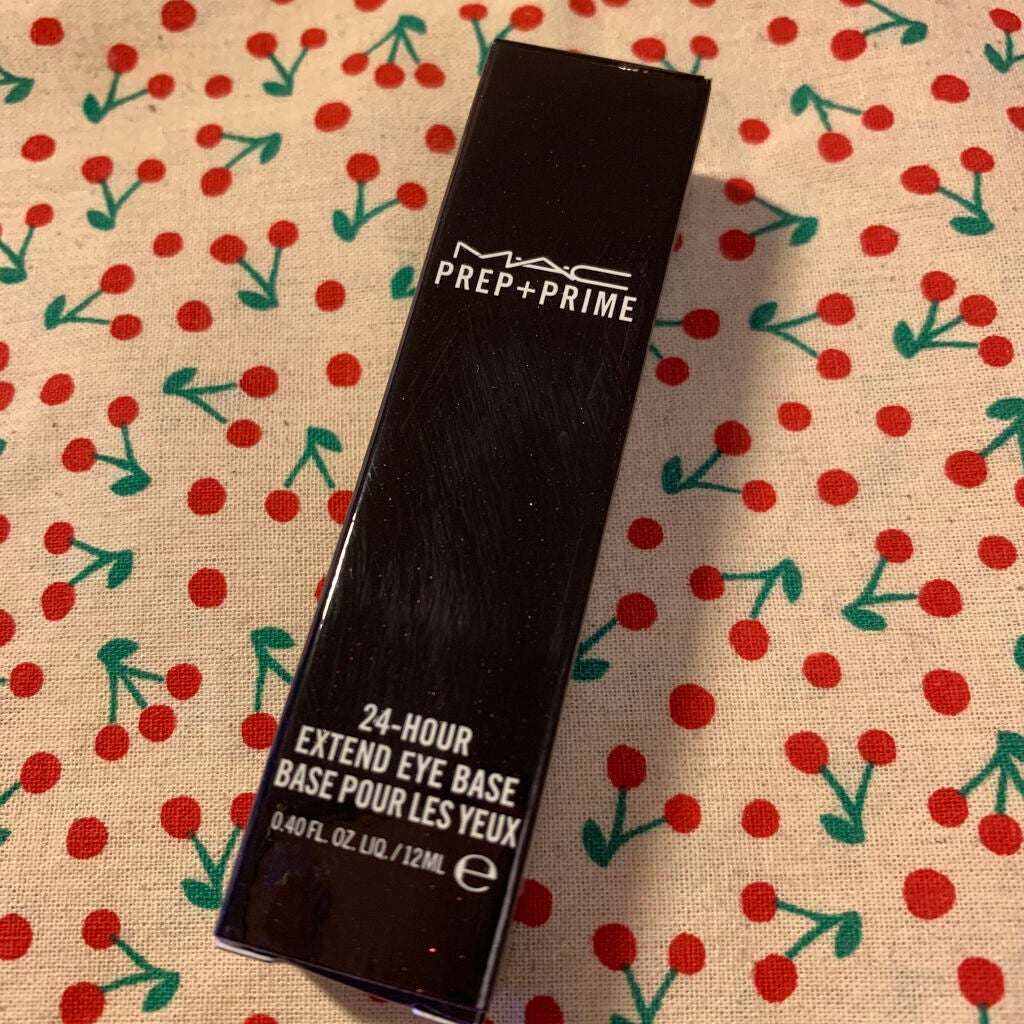 M·A·C
PREP+PRIME
24-HOUR
EXTEND EYE BASE
BASE POUR LES YEUX
0.40 FL. OZ. LIQ. / 12ML e